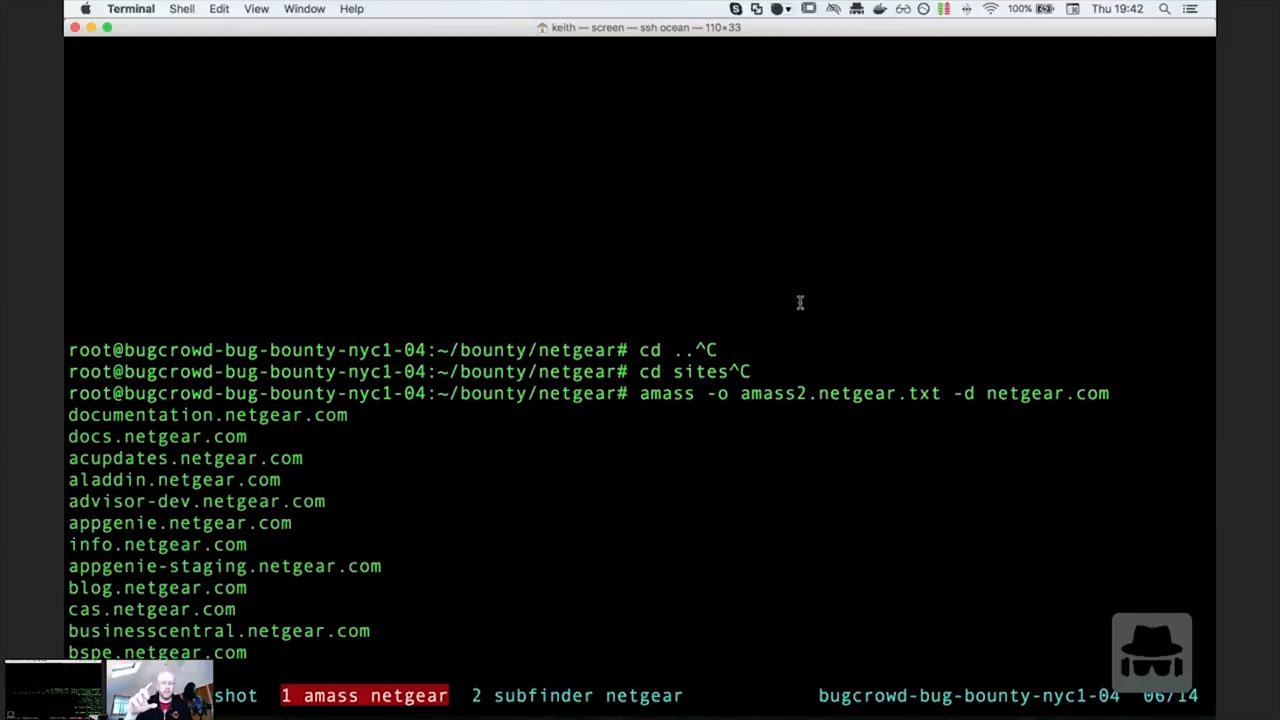 Terminal Shell Edit View Window Help 100% Thu 19:42
keith — screen — ssh ocean — 110×33
root@bugcrowd-bug-bounty-nyc1-04:~/bounty/netgear# cd ..^C
root@bugcrowd-bug-bounty-nyc1-04:~/bounty/netgear# cd sites^C
root@bugcrowd-bug-bounty-nyc1-04:~/bounty/netgear# amass -o amass2.netgear.txt -d netgear.com
documentation.netgear.com
docs.netgear.com
acupdates.netgear.com
aladdin.netgear.com
advisor-dev.netgear.com
appgenie.netgear.com
info.netgear.com
appgenie-staging.netgear.com
blog.netgear.com
cas.netgear.com
businesscentral.netgear.com
bspe.netgear.com
shot 1 amass netgear 2 subfinder netgear bugcrowd-bug-bounty-nyc1-04 06/14